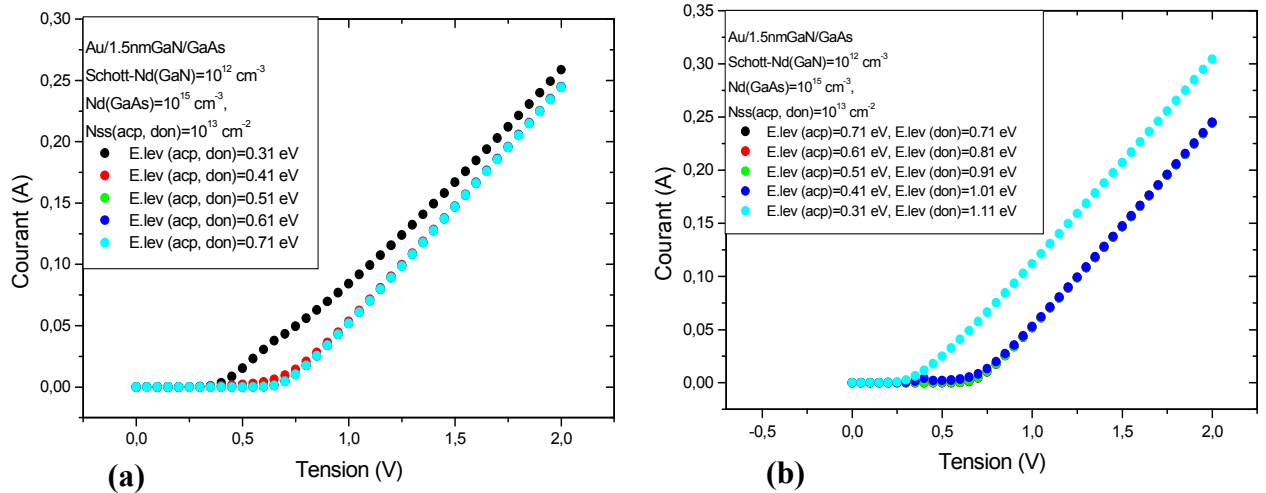 0,30
0,25
0,20
0,15
0,10
0,05
0,00
Courant (A)
Au/1.5nmGaN/GaAs
Schott-Nd(GaN)=10¹² cm⁻³
Nd(GaAs)=10¹⁵ cm⁻³,
Nss(acp, don)=10¹³ cm⁻²
E.lev (acp, don)=0.31 eV
E.lev (acp, don)=0.41 eV
E.lev (acp, don)=0.51 eV
E.lev (acp, don)=0.61 eV
E.lev (acp, don)=0.71 eV
0,0 0,5 1,0 1,5 2,0
Tension (V)
(a)
0,35
0,30
0,25
0,20
0,15
0,10
0,05
0,00
Courant (A)
Au/1.5nmGaN/GaAs
Schott-Nd(GaN)=10¹² cm⁻³
Nd(GaAs)=10¹⁵ cm⁻³,
Nss(acp, don)=10¹³ cm⁻²
E.lev (acp)=0.71 eV, E.lev (don)=0.71 eV
E.lev (acp)=0.61 eV, E.lev (don)=0.81 eV
E.lev (acp)=0.51 eV, E.lev (don)=0.91 eV
E.lev (acp)=0.41 eV, E.lev (don)=1.01 eV
E.lev (acp)=0.31 eV, E.lev (don)=1.11 eV
-0,5 0,0 0,5 1,0 1,5 2,0
Tension (V)
(b)